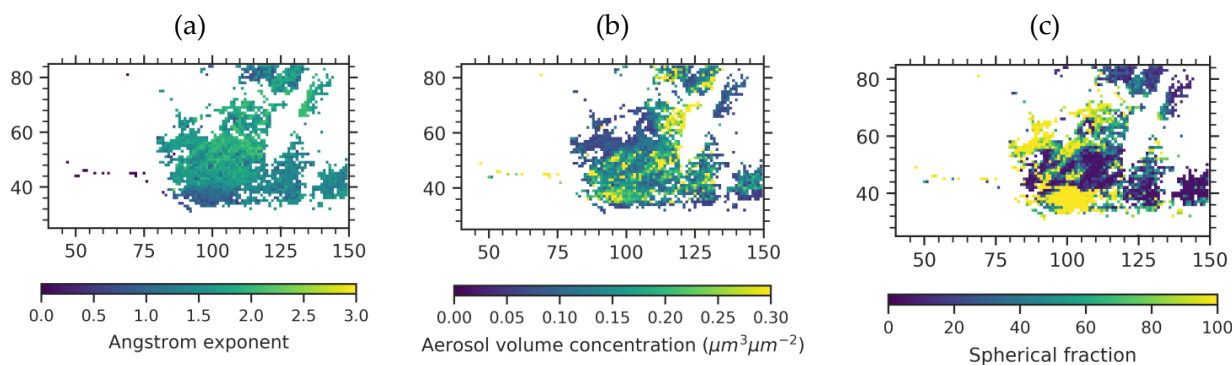 (a) (b) (c)
80 80 80
60 60 60
40 40 40
50 75 100 125 150 50 75 100 125 150 50 75 100 125 150
0.0 0.5 1.0 1.5 2.0 2.5 3.0 0.00 0.05 0.10 0.15 0.20 0.25 0.30 0 20 40 60 80 100
Angstrom exponent Aerosol volume concentration (μm³μm⁻²) Spherical fraction